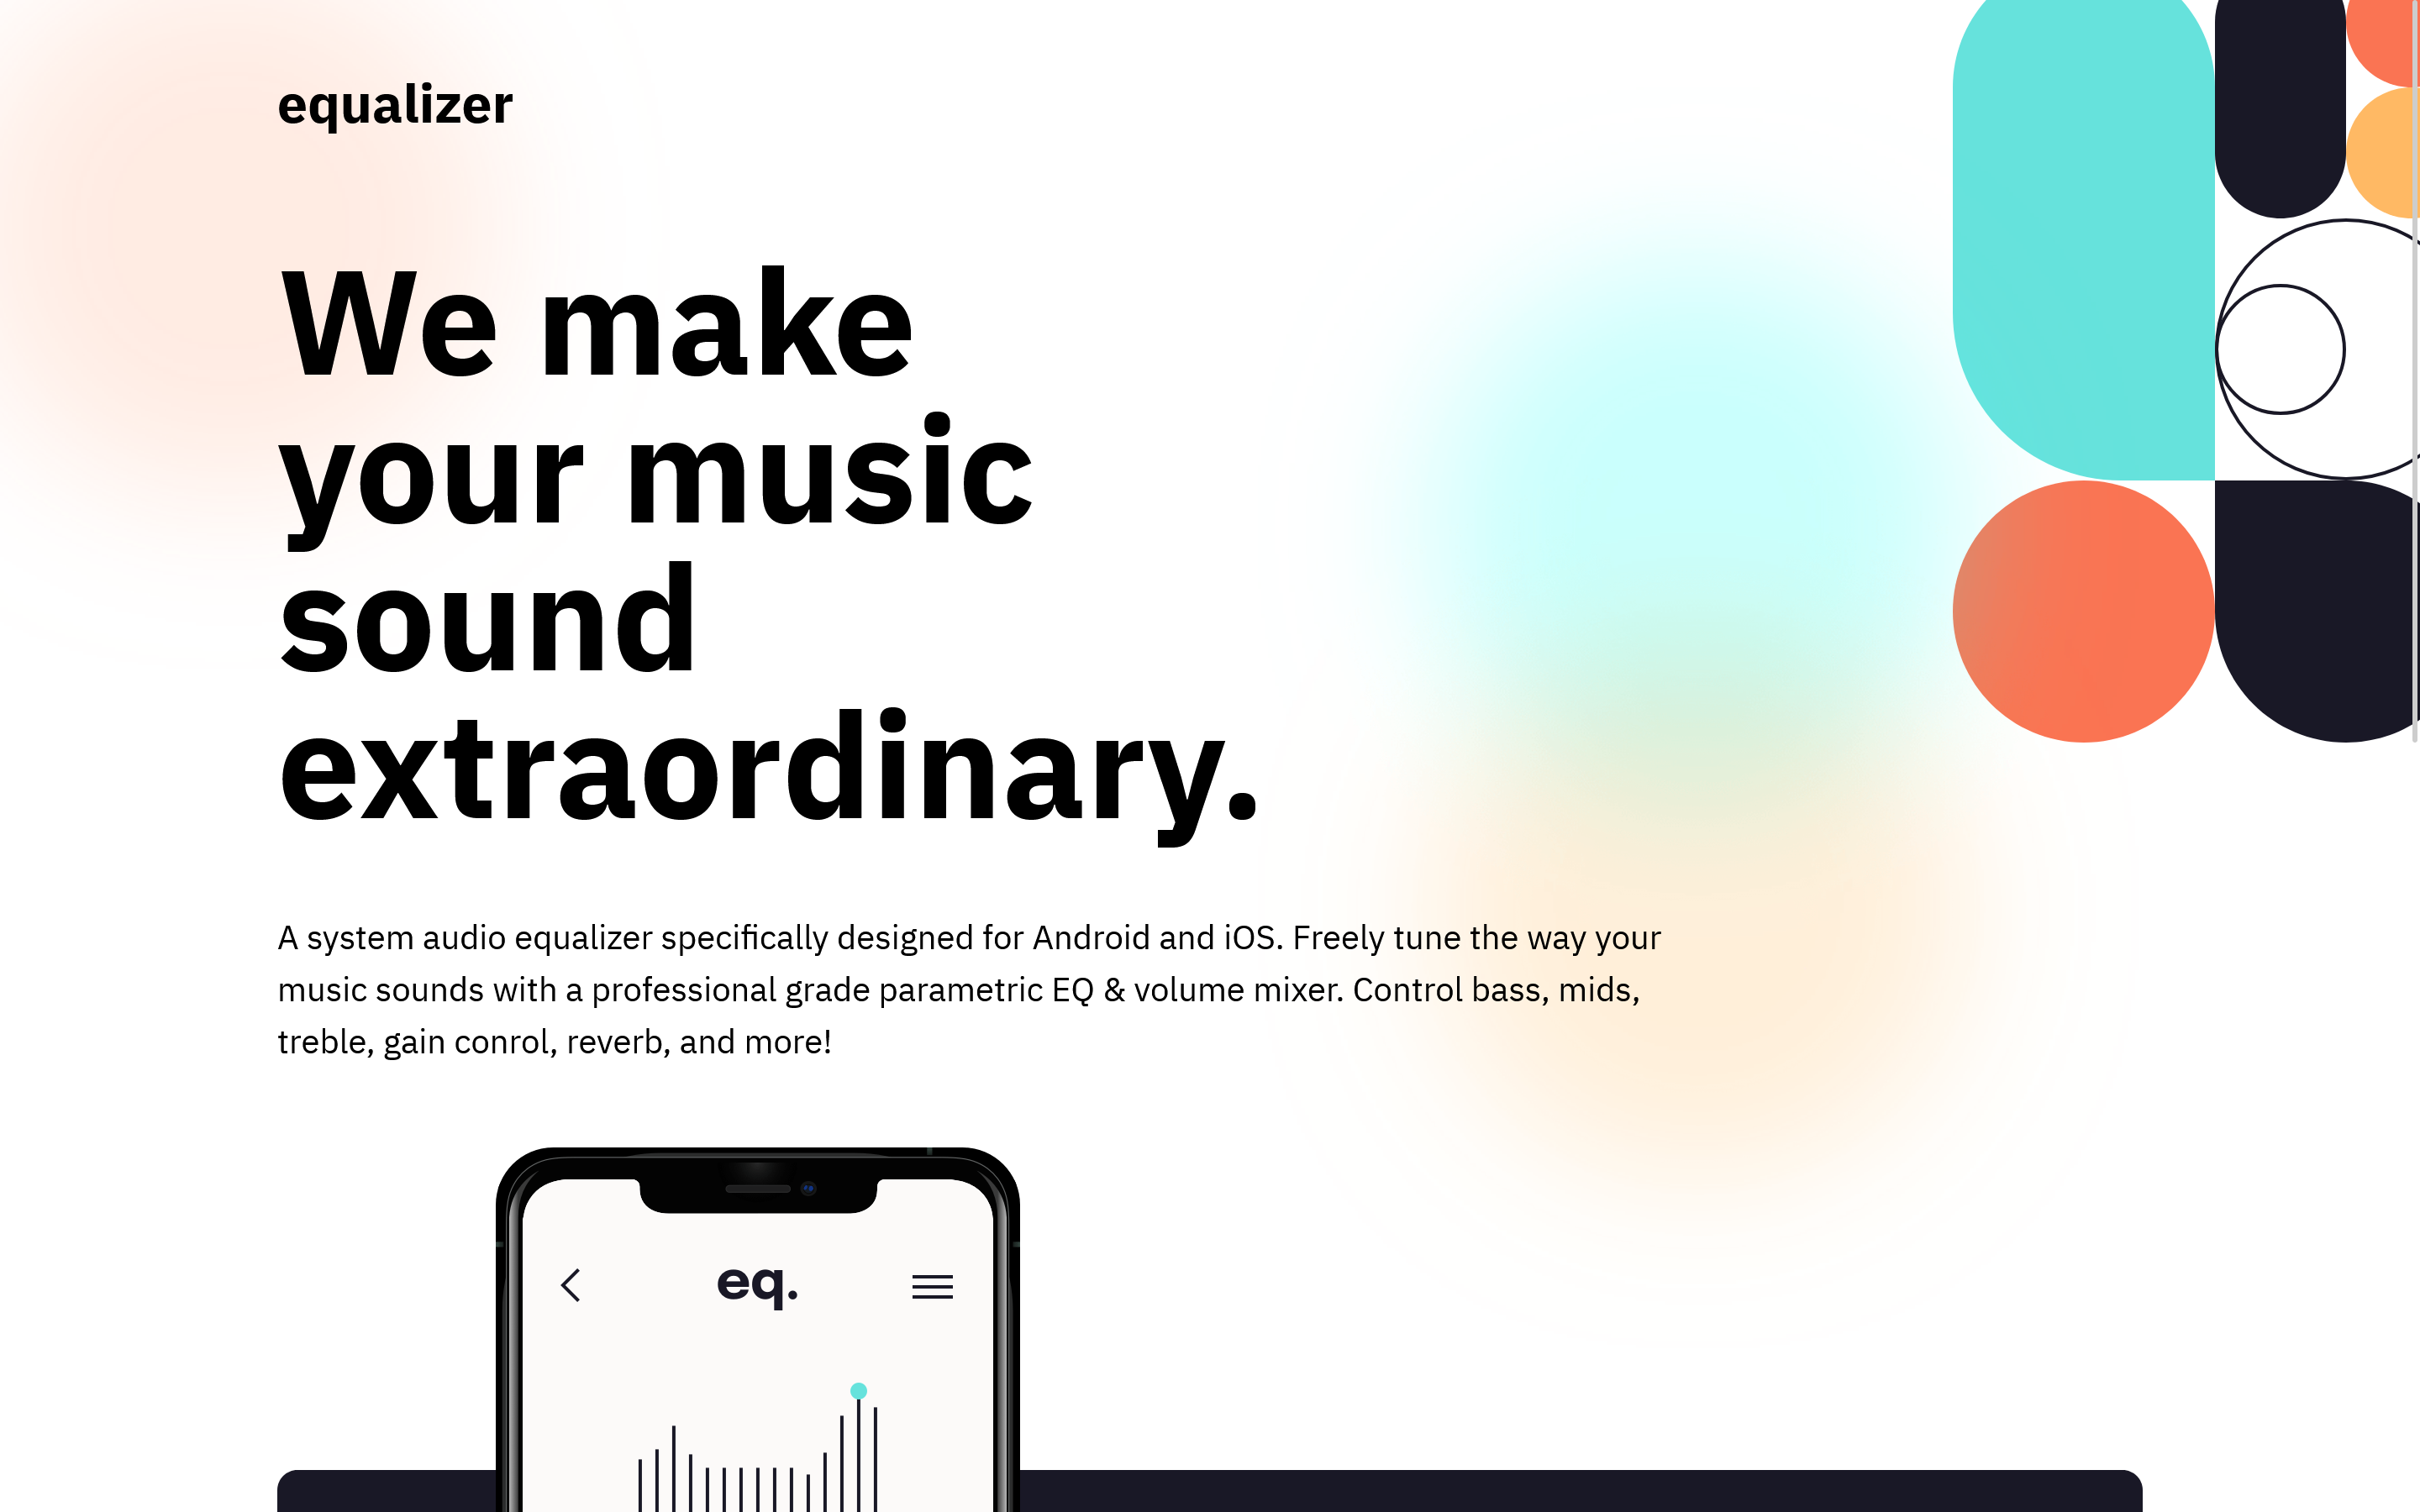 equalizer
We make
your music
sound
extraordinary.
A system audio equalizer specifically designed for Android and iOS. Freely tune the way your
music sounds with a professional grade parametric EQ & volume mixer. Control bass, mids,
treble, gain conrol, reverb, and more!
eq.